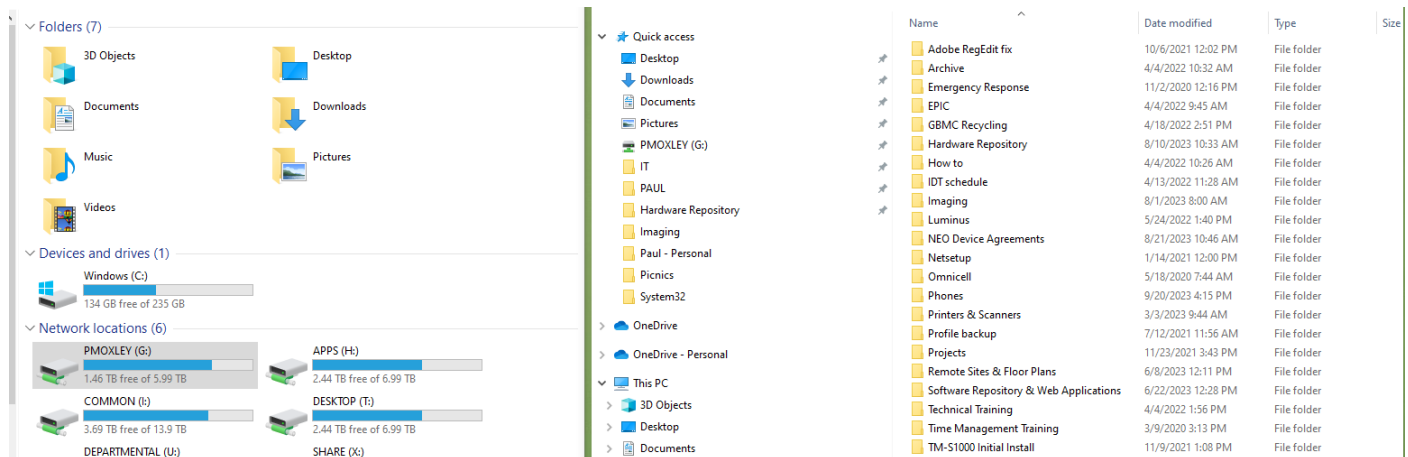 Folders (7)
3D Objects
Desktop
Documents
Downloads
Music
Pictures
Videos
Devices and drives (1)
Windows (C:)
134 GB free of 235 GB
Network locations (6)
PMOXLEY (G:)
1.46 TB free of 5.99 TB
APPS (H:)
2.44 TB free of 6.99 TB
COMMON (I:)
3.69 TB free of 13.9 TB
DESKTOP (T:)
2.44 TB free of 6.99 TB
DEPARTMENTAL (U:)
SHARE (X:)
Quick access
Desktop
Downloads
Documents
Pictures
PMOXLEY (G:)
IT
PAUL
Hardware Repository
Imaging
Paul - Personal
Picnics
System32
OneDrive
OneDrive - Personal
This PC
3D Objects
Desktop
Documents
Name Date modified Type Size
Adobe RegEdit fix 10/6/2021 12:02 PM File folder
Archive 4/4/2022 10:32 AM File folder
Emergency Response 11/2/2020 12:16 PM File folder
EPIC 4/4/2022 9:45 AM File folder
GBMC Recycling 4/18/2022 2:51 PM File folder
Hardware Repository 8/10/2023 10:33 AM File folder
How to 4/4/2022 10:26 AM File folder
IDT schedule 4/13/2022 11:28 AM File folder
Imaging 8/1/2023 8:00 AM File folder
Luminus 5/24/2022 1:40 PM File folder
NEO Device Agreements 8/21/2023 10:46 AM File folder
Netsetup 1/14/2021 12:00 PM File folder
Omnicell 5/18/2020 7:44 AM File folder
Phones 9/20/2023 4:15 PM File folder
Printers & Scanners 3/3/2023 9:44 AM File folder
Profile backup 7/12/2021 11:56 AM File folder
Projects 11/23/2021 3:43 PM File folder
Remote Sites & Floor Plans 6/8/2023 12:11 PM File folder
Software Repository & Web Applications 6/22/2023 12:28 PM File folder
Technical Training 4/4/2022 1:56 PM File folder
Time Management Training 3/9/2020 3:13 PM File folder
TM-S1000 Initial Install 11/9/2021 1:08 PM File folder